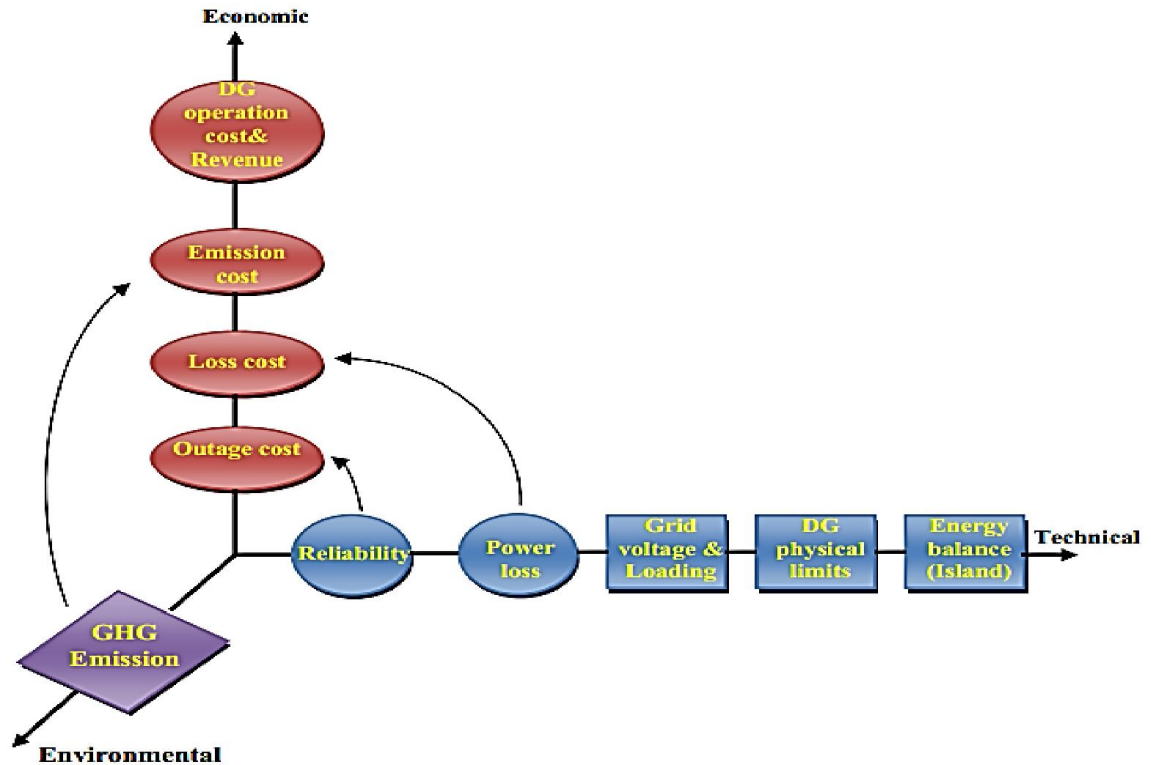 Economic
DG
operation
cost&
Revenue
Emission
cost
Loss cost
Outage cost
Reliability
Power
loss
Grid
voltage &
Loading
DG
physical
limits
Energy
balance
(Island)
Technical
GHG
Emission
Environmental